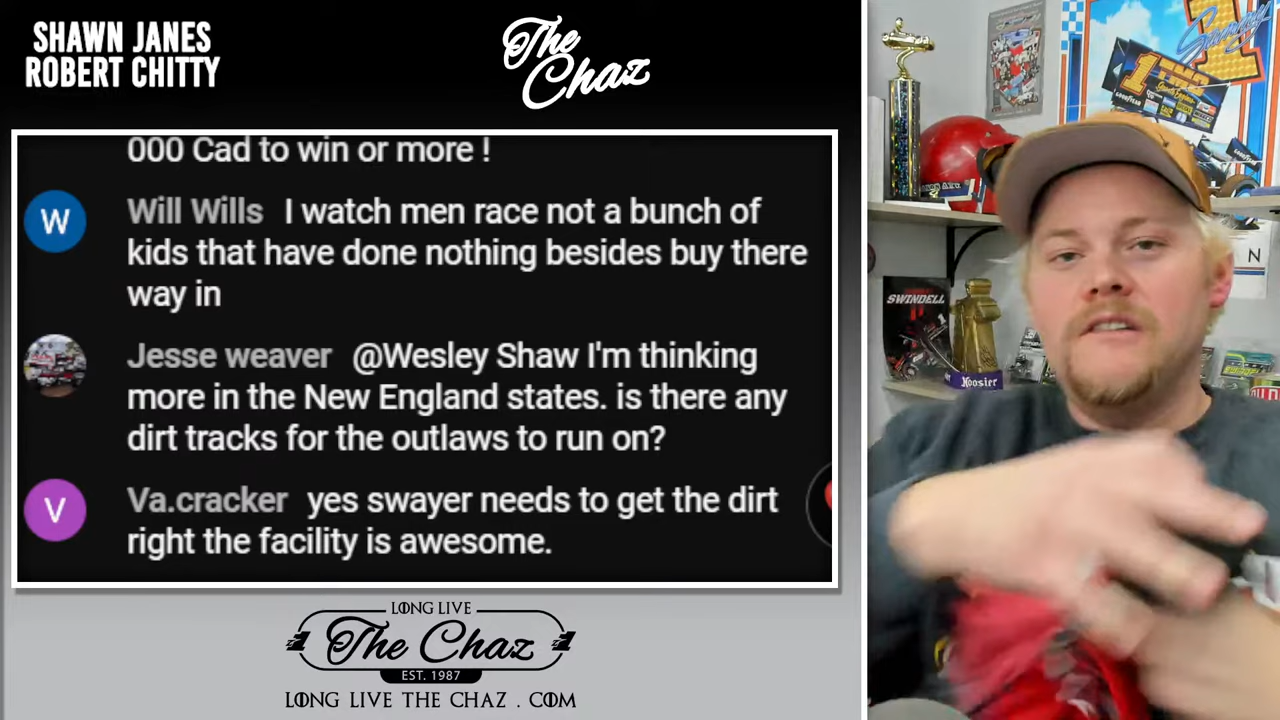 SHAWN JANES
ROBERT CHITTY
The
Chaz
000 Cad to win or more !
W
Will Wills I watch men race not a bunch of
kids that have done nothing besides buy there
way in
Jesse weaver @Wesley Shaw I'm thinking
more in the New England states. is there any
dirt tracks for the outlaws to run on?
V
Va.cracker yes swayer needs to get the dirt
right the facility is awesome.
LONG LIVE
The Chaz
EST. 1987
LONG LIVE THE CHAZ . COM
Sammy
1
SWINDELL
1
Hoosier
N